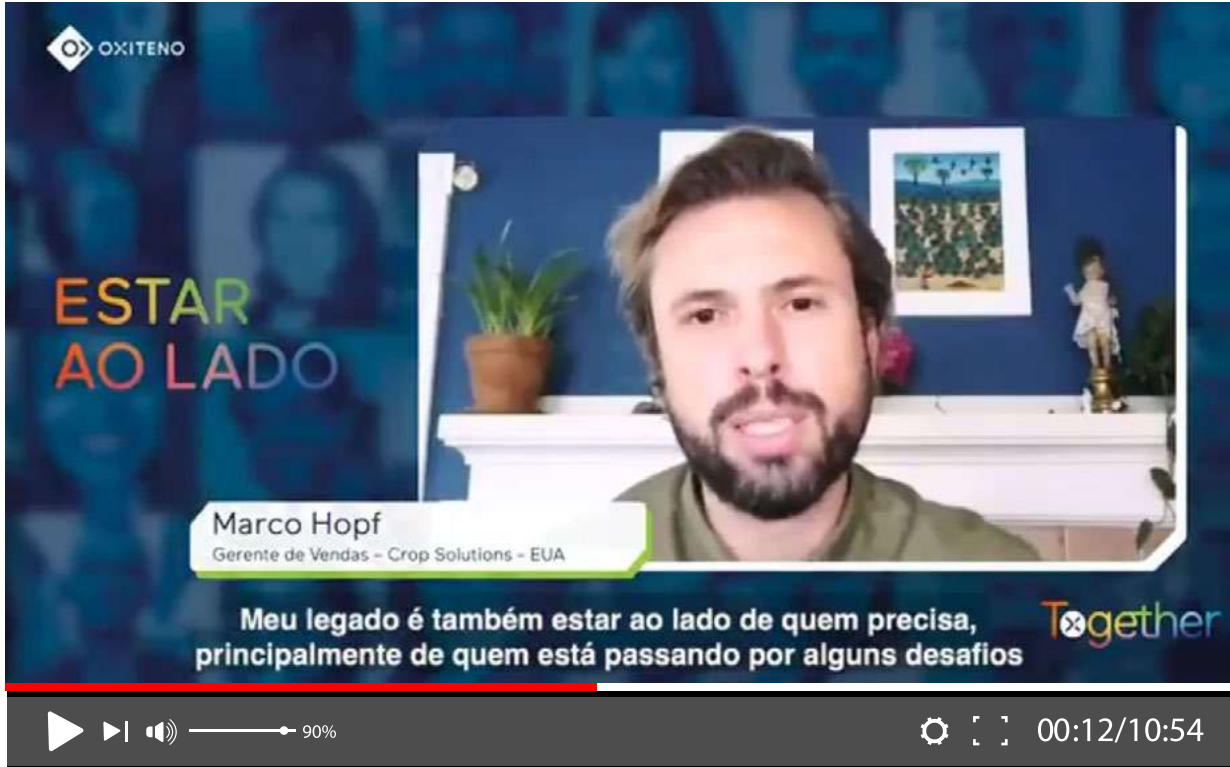 OXITENO
ESTAR
AO LADO
Marco Hopf
Gerente de Vendas – Crop Solutions – EUA
Meu legado é também estar ao lado de quem precisa,
principalmente de quem está passando por alguns desafios
Together
90%
00:12/10:54